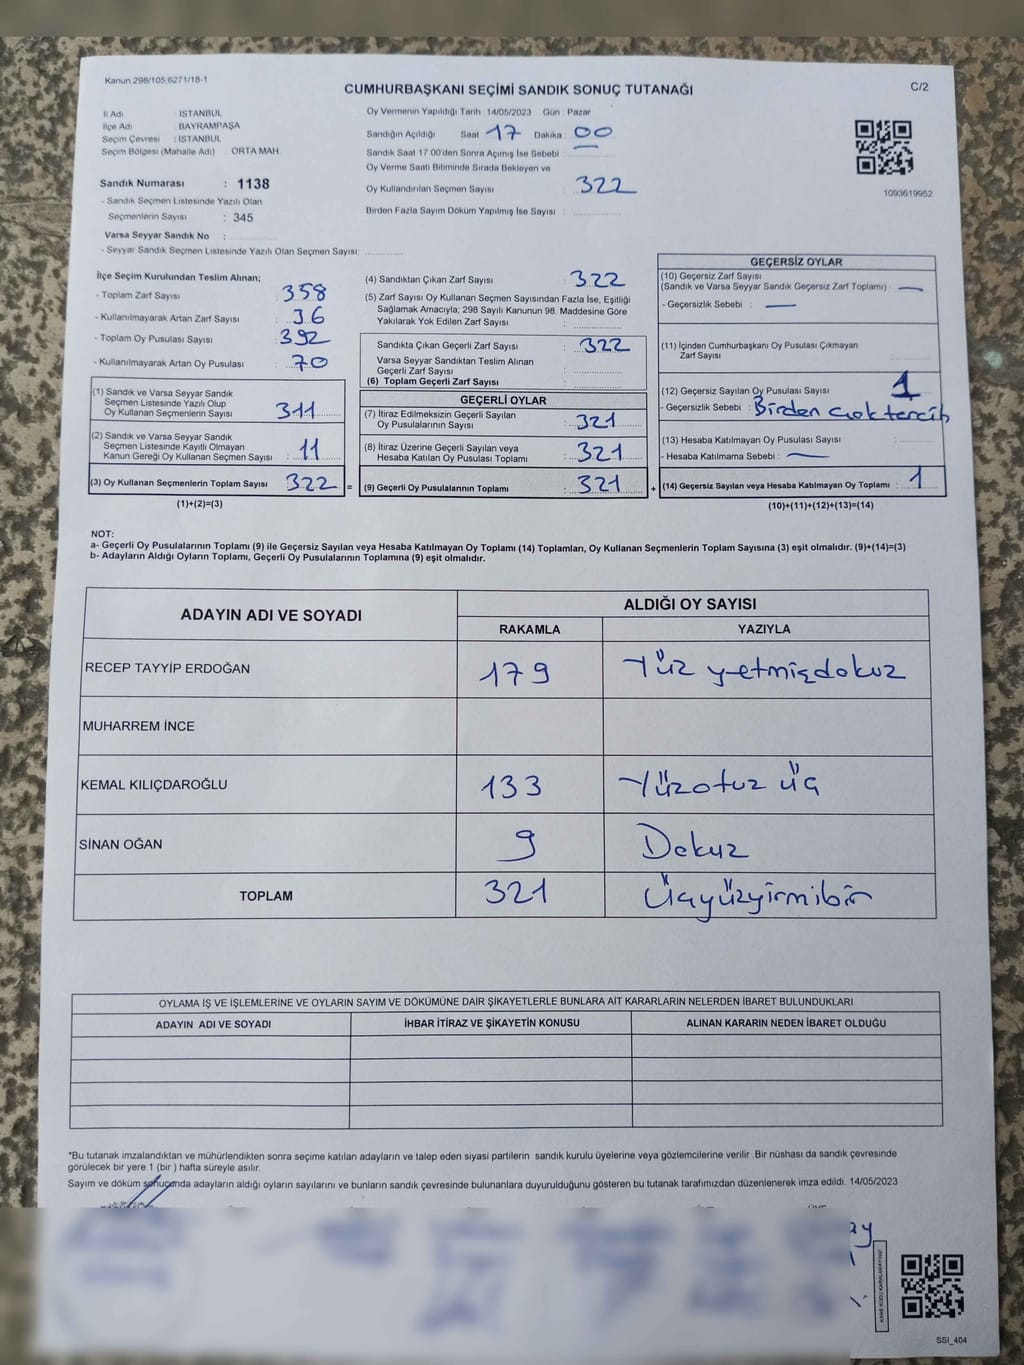 Kanun 298/105.6271/18-1
CUMHURBAŞKANI SEÇİMİ SANDIK SONUÇ TUTANAĞI
C/2
İl Adı : İSTANBUL
İlçe Adı : BAYRAMPAŞA
Seçim Çevresi : İSTANBUL
Seçim Bölgesi (Mahalle Adı) : ORTA MAH
Sandık Numarası : 1138
- Sandık Seçmen Listesinde Yazılı Olan
Seçmenlerin Sayısı : 345
Varsa Seyyar Sandık No :
- Seyyar Sandık Seçmen Listesinde Yazılı Olan Seçmen Sayısı:
Oy Vermenin Yapıldığı Tarih : 14/05/2023 Gün : Pazar
Sandığın Açıldığı Saat 17 Dakika : 00
Sandık Saat 17:00'den Sonra Açılmış İse Sebebi :
Oy Verme Saati Bitiminde Sırada Bekleyen ve
Oy Kullandırılan Seçmen Sayısı : 322
Birden Fazla Sayım Döküm Yapılmış İse Sayısı :
1093619952
İlçe Seçim Kurulundan Teslim Alınan;
- Toplam Zarf Sayısı : 358
- Kullanılmayarak Artan Zarf Sayısı : 36
- Toplam Oy Pusulası Sayısı : 392
- Kullanılmayarak Artan Oy Pusulası : 70
(1) Sandık ve Varsa Seyyar Sandık
Seçmen Listesinde Yazılı Olup
Oy Kullanan Seçmenlerin Sayısı : 311
(2) Sandık ve Varsa Seyyar Sandık
Seçmen Listesinde Kayıtlı Olmayan
Kanun Gereği Oy Kullanan Seçmen Sayısı : 11
(3) Oy Kullanan Seçmenlerin Toplam Sayısı : 322 =
(1)+(2)=(3)
(4) Sandıktan Çıkan Zarf Sayısı : 322
(5) Zarf Sayısı Oy Kullanan Seçmen Sayısından Fazla İse, Eşitliği
Sağlamak Amacıyla; 298 Sayılı Kanunun 98. Maddesine Göre
Yakılarak Yok Edilen Zarf Sayısı :
Sandıkta Çıkan Geçerli Zarf Sayısı : 322
Varsa Seyyar Sandıktan Teslim Alınan
Geçerli Zarf Sayısı :
(6) Toplam Geçerli Zarf Sayısı :
GEÇERLİ OYLAR
(7) İtiraz Edilmeksizin Geçerli Sayılan
Oy Pusulalarının Sayısı : 321
(8) İtiraz Üzerine Geçerli Sayılan veya
Hesaba Katılan Oy Pusulası Toplamı : 321
(9) Geçerli Oy Pusulalarının Toplamı : 321 +
GEÇERSİZ OYLAR
(10) Geçersiz Zarf Sayısı
(Sandık ve Varsa Seyyar Sandık Geçersiz Zarf Toplamı) : —
- Geçersizlik Sebebi : —
(11) İçinden Cumhurbaşkanı Oy Pusulası Çıkmayan
Zarf Sayısı :
(12) Geçersiz Sayılan Oy Pusulası Sayısı : 1
- Geçersizlik Sebebi : Birden çok tercih
(13) Hesaba Katılmayan Oy Pusulası Sayısı :
- Hesaba Katılmama Sebebi : —
(14) Geçersiz Sayılan veya Hesaba Katılmayan Oy Toplamı : 1
(10)+(11)+(12)+(13)=(14)
NOT:
a- Geçerli Oy Pusulalarının Toplamı (9) ile Geçersiz Sayılan veya Hesaba Katılmayan Oy Toplamı (14) Toplamları, Oy Kullanan Seçmenlerin Toplam Sayısına (3) eşit olmalıdır. (9)+(14)=(3)
b- Adayların Aldığı Oyların Toplamı, Geçerli Oy Pusulalarının Toplamına (9) eşit olmalıdır.
ADAYIN ADI VE SOYADI
ALDIĞI OY SAYISI
RAKAMLA YAZIYLA
RECEP TAYYİP ERDOĞAN 179 Yüz yetmişdokuz
MUHARREM İNCE
KEMAL KILIÇDAROĞLU 133 Yüzotuz üç
SİNAN OĞAN 9 Dokuz
TOPLAM 321 Üçyüzyirmibir
OYLAMA İŞ VE İŞLEMLERİNE VE OYLARIN SAYIM VE DÖKÜMÜNE DAİR ŞİKAYETLERLE BUNLARA AİT KARARLARIN NELERDEN İBARET BULUNDUKLARI
ADAYIN ADI VE SOYADI İHBAR İTİRAZ VE ŞİKAYETİN KONUSU ALINAN KARARIN NEDEN İBARET OLDUĞU
*Bu tutanak imzalandıktan ve mühürlendikten sonra seçime katılan adayların ve talep eden siyasi partilerin sandık kurulu üyelerine veya gözlemcilerine verilir. Bir nüshası da sandık çevresinde
görülecek bir yere 1 (bir ) hafta süreyle asılır.
Sayım ve döküm sonucunda adayların aldığı oyların sayılarını ve bunların sandık çevresinde bulunanlara duyurulduğunu gösteren bu tutanak tarafımızdan düzenlenerek imza edildi. 14/05/2023
SSI_404